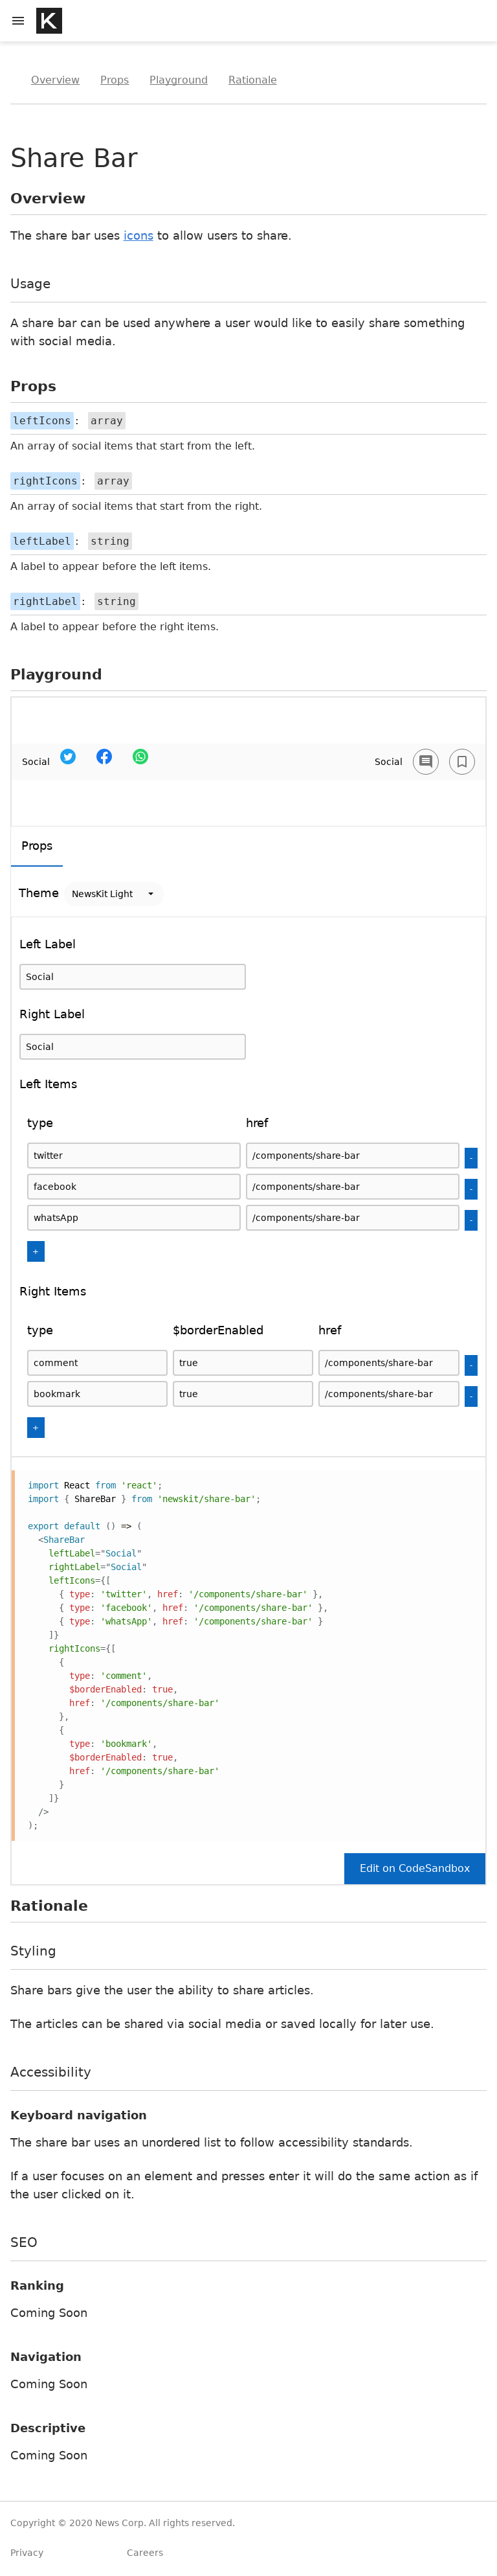 K
Overview Props Playground Rationale
Share Bar
Overview
The share bar uses icons to allow users to share.
Usage
A share bar can be used anywhere a user would like to easily share something
with social media.
Props
leftIcons: array
An array of social items that start from the left.
rightIcons: array
An array of social items that start from the right.
leftLabel: string
A label to appear before the left items.
rightLabel: string
A label to appear before the right items.
Playground
Social Social
Props
Theme NewsKit Light
Left Label
Social
Right Label
Social
Left Items
type href
twitter /components/share-bar -
facebook /components/share-bar -
whatsApp /components/share-bar -
+
Right Items
type $borderEnabled href
comment true /components/share-bar -
bookmark true /components/share-bar -
+
import React from 'react';
import { ShareBar } from 'newskit/share-bar';
export default () => (
<ShareBar
leftLabel="Social"
rightLabel="Social"
leftIcons={[
{ type: 'twitter', href: '/components/share-bar' },
{ type: 'facebook', href: '/components/share-bar' },
{ type: 'whatsApp', href: '/components/share-bar' }
]}
rightIcons={[
{
type: 'comment',
$borderEnabled: true,
href: '/components/share-bar'
},
{
type: 'bookmark',
$borderEnabled: true,
href: '/components/share-bar'
}
]}
/>
);
Edit on CodeSandbox
Rationale
Styling
Share bars give the user the ability to share articles.
The articles can be shared via social media or saved locally for later use.
Accessibility
Keyboard navigation
The share bar uses an unordered list to follow accessibility standards.
If a user focuses on an element and presses enter it will do the same action as if
the user clicked on it.
SEO
Ranking
Coming Soon
Navigation
Coming Soon
Descriptive
Coming Soon
Copyright © 2020 News Corp. All rights reserved.
Privacy Careers